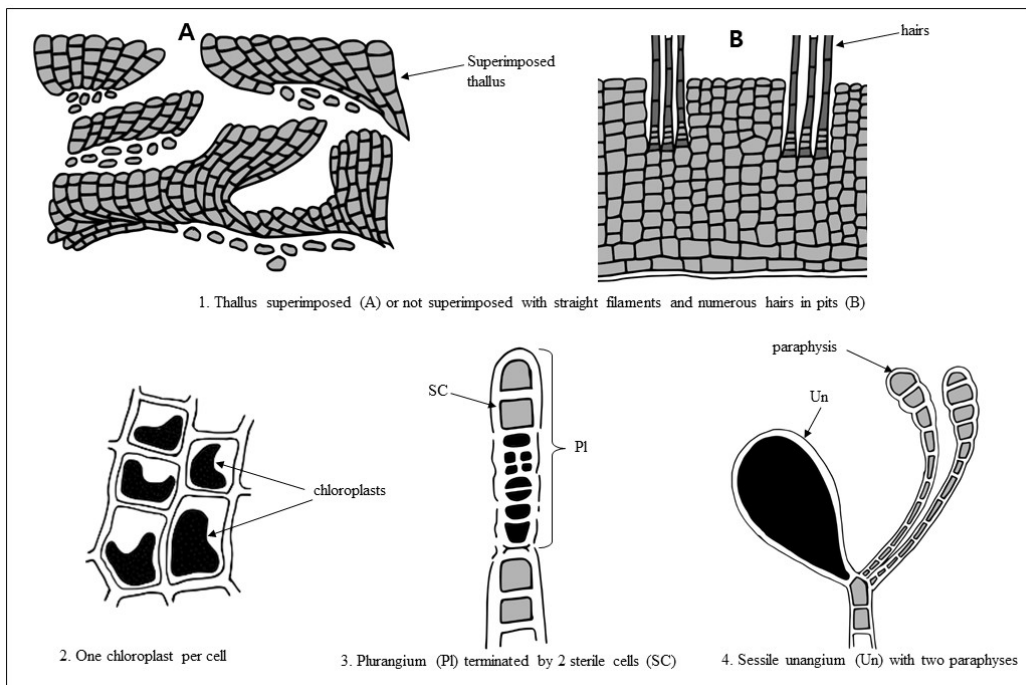 A
Superimposed
thallus
B
hairs
1. Thallus superimposed (A) or not superimposed with straight filaments and numerous hairs in pits (B)
chloroplasts
2. One chloroplast per cell
SC
Pl
3. Plurangium (Pl) terminated by 2 sterile cells (SC)
paraphysis
Un
4. Sessile unangium (Un) with two paraphyses